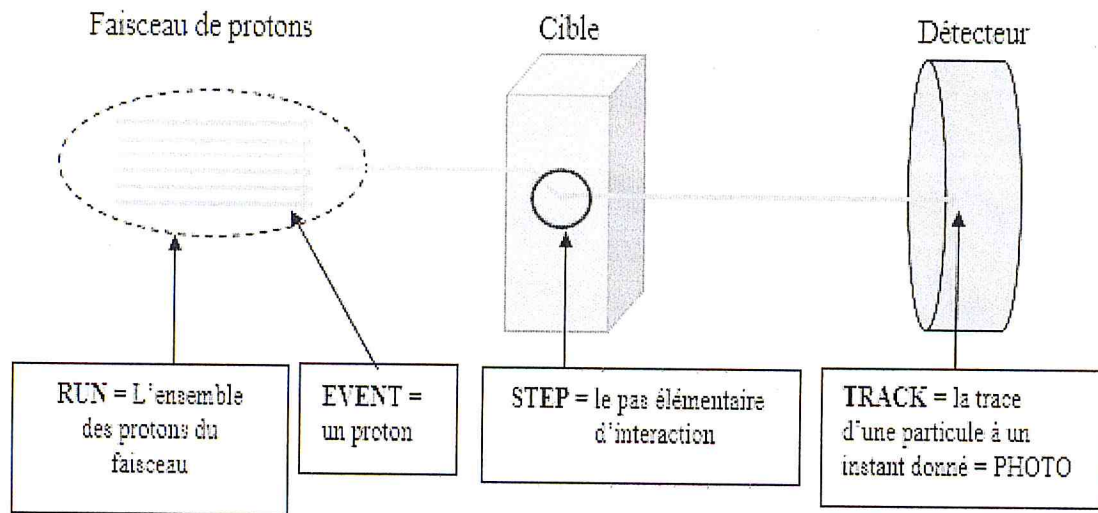 Faisceau de protons
Cible
Détecteur
RUN = L'ensemble
des protons du
faisceau
EVENT =
un proton
STEP = le pas élémentaire
d'interaction
TRACK = la trace
d'une particule à un
instant donné = PHOTO